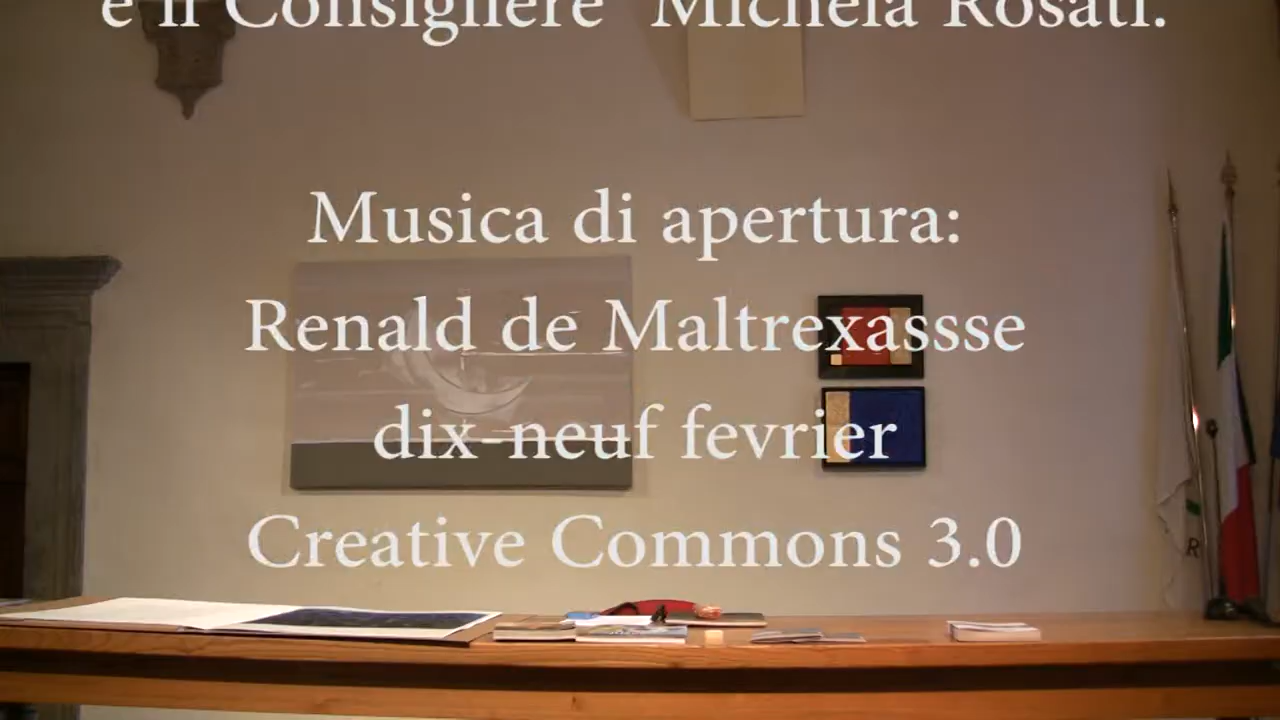 e il Consigliere Michela Rosati.
Musica di apertura:
Renald de Maltrexassse
dix-neuf fevrier
Creative Commons 3.0
R